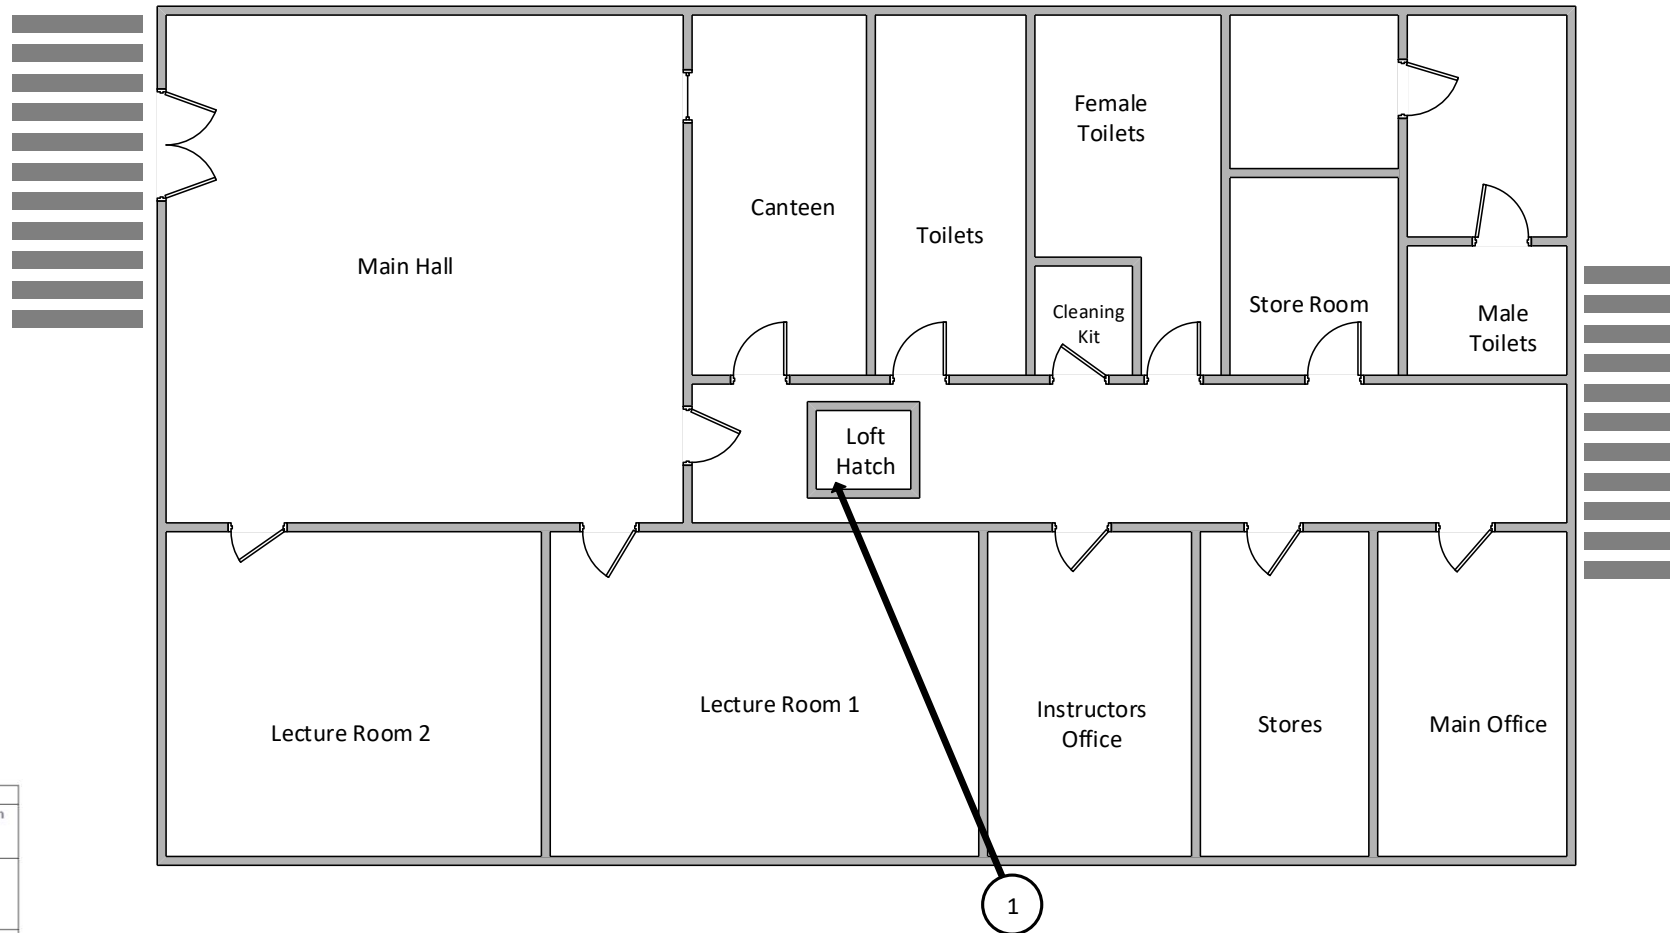 Female
Toilets
Canteen
Toilets
Main Hall
Cleaning
Kit
Store Room
Male
Toilets
Loft
Hatch
Lecture Room 2
Lecture Room 1
Instructors
Office
Stores
Main Office
1